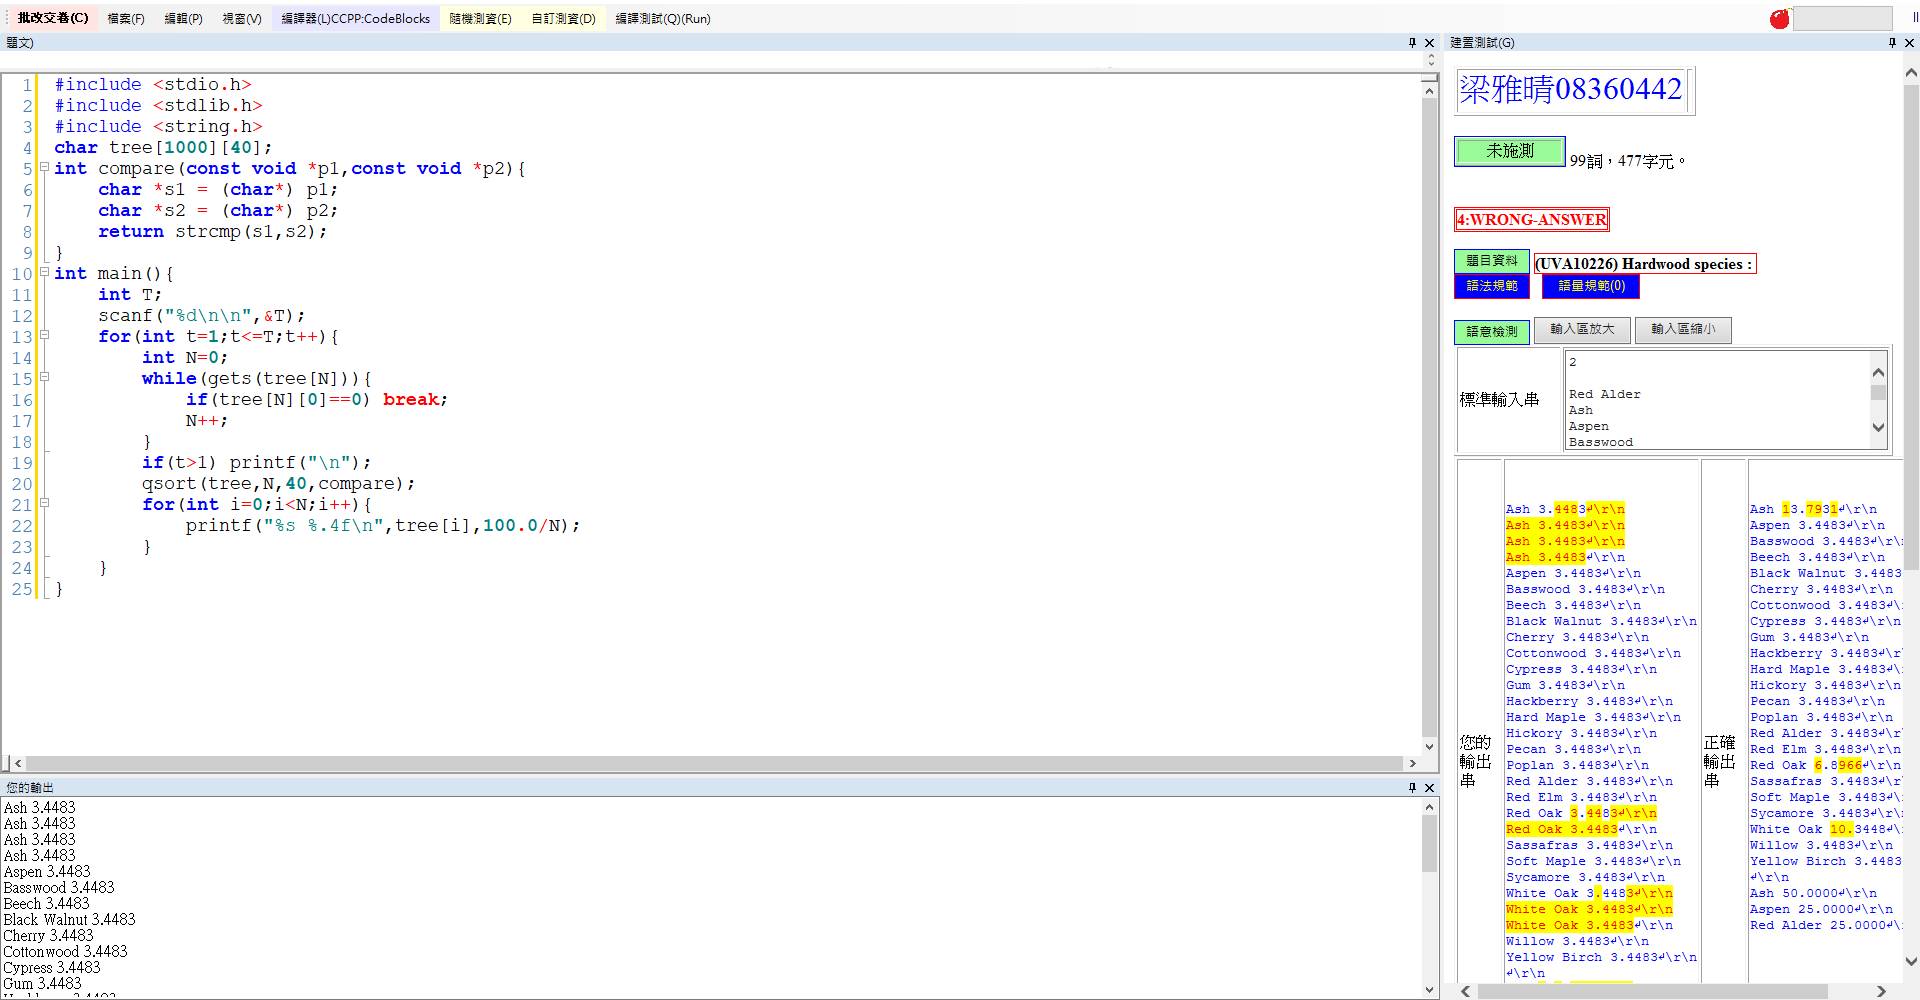 批改交卷(C) 檔案(F) 編輯(P) 視窗(V) 編譯器(L)CCPP:CodeBlocks 隨機測資(E) 自訂測資(D) 編譯測試(Q)(Run)
題文)
1 #include <stdio.h>
2 #include <stdlib.h>
3 #include <string.h>
4 char tree[1000][40];
5 int compare(const void *p1,const void *p2){
6 char *s1 = (char*) p1;
7 char *s2 = (char*) p2;
8 return strcmp(s1,s2);
9 }
10 int main(){
11 int T;
12 scanf("%d\n\n",&T);
13 for(int t=1;t<=T;t++){
14 int N=0;
15 while(gets(tree[N])){
16 if(tree[N][0]==0) break;
17 N++;
18 }
19 if(t>1) printf("\n");
20 qsort(tree,N,40,compare);
21 for(int i=0;i<N;i++){
22 printf("%s %.4f\n",tree[i],100.0/N);
23 }
24 }
25 }
您的輸出
Ash 3.4483
Ash 3.4483
Ash 3.4483
Ash 3.4483
Aspen 3.4483
Basswood 3.4483
Beech 3.4483
Black Walnut 3.4483
Cherry 3.4483
Cottonwood 3.4483
Cypress 3.4483
Gum 3.4483
建置測試(G)
梁雅晴08360442
未施測 99詞，477字元。
4:WRONG-ANSWER
題目資料 (UVA10226) Hardwood species :
語法規範 語量規範(0)
語意檢測 輸入區放大 輸入區縮小
標準輸入串
2
Red Alder
Ash
Aspen
Basswood
您的輸出串
Ash 3.4483↵\r\n
Ash 3.4483↵\r\n
Ash 3.4483↵\r\n
Ash 3.4483↵\r\n
Aspen 3.4483↵\r\n
Basswood 3.4483↵\r\n
Beech 3.4483↵\r\n
Black Walnut 3.4483↵\r\n
Cherry 3.4483↵\r\n
Cottonwood 3.4483↵\r\n
Cypress 3.4483↵\r\n
Gum 3.4483↵\r\n
Hackberry 3.4483↵\r\n
Hard Maple 3.4483↵\r\n
Hickory 3.4483↵\r\n
Pecan 3.4483↵\r\n
Poplan 3.4483↵\r\n
Red Alder 3.4483↵\r\n
Red Elm 3.4483↵\r\n
Red Oak 3.4483↵\r\n
Red Oak 3.4483↵\r\n
Sassafras 3.4483↵\r\n
Soft Maple 3.4483↵\r\n
Sycamore 3.4483↵\r\n
White Oak 3.4483↵\r\n
White Oak 3.4483↵\r\n
White Oak 3.4483↵\r\n
Willow 3.4483↵\r\n
Yellow Birch 3.4483↵\r\n
↵\r\n
正確輸出串
Ash 13.7931↵\r\n
Aspen 3.4483↵\r\n
Basswood 3.4483↵\r\n
Beech 3.4483↵\r\n
Black Walnut 3.4483
Cherry 3.4483↵\r\n
Cottonwood 3.4483↵\
Cypress 3.4483↵\r\n
Gum 3.4483↵\r\n
Hackberry 3.4483↵\r
Hard Maple 3.4483↵\
Hickory 3.4483↵\r\n
Pecan 3.4483↵\r\n
Poplan 3.4483↵\r\n
Red Alder 3.4483↵\r
Red Elm 3.4483↵\r\n
Red Oak 6.8966↵\r\n
Sassafras 3.4483↵\r
Soft Maple 3.4483↵\
Sycamore 3.4483↵\r\n
White Oak 10.3448↵\
Willow 3.4483↵\r\n
Yellow Birch 3.4483
↵\r\n
Ash 50.0000↵\r\n
Aspen 25.0000↵\r\n
Red Alder 25.0000↵\